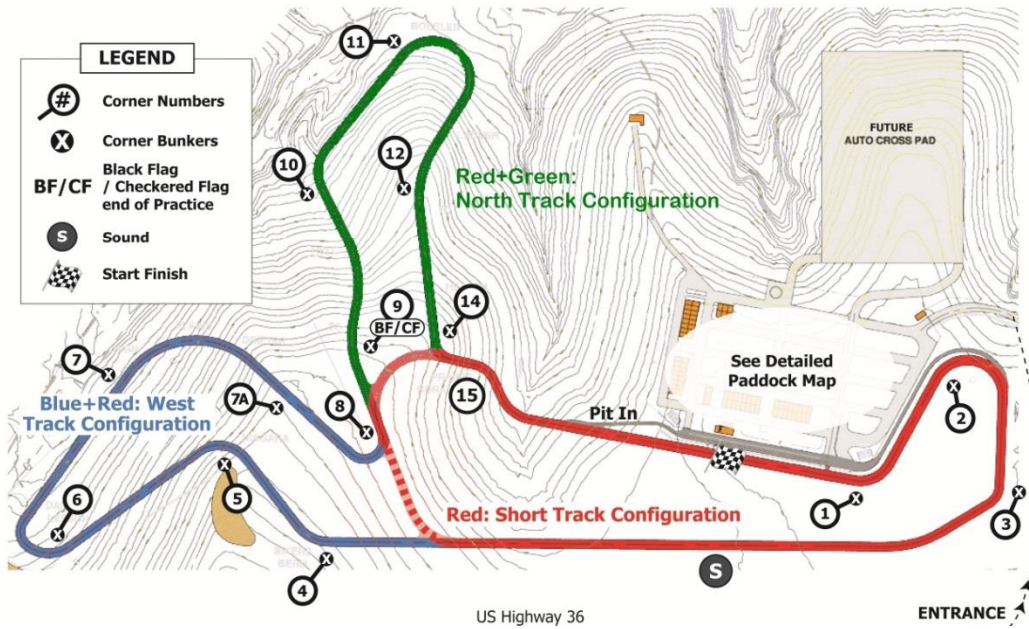 LEGEND
#
Corner Numbers
X
Corner Bunkers
BF/CF
Black Flag
/ Checkered Flag
end of Practice
S
Sound
Start Finish
11
X
10
X
12
X
Red+Green:
North Track Configuration
FUTURE
AUTO CROSS PAD
9
BF/CF
X
14
X
7
X
7A
X
8
X
Blue+Red: West
Track Configuration
15
See Detailed
Paddock Map
Pit In
2
X
6
X
5
X
4
X
Red: Short Track Configuration
1
X
3
X
S
US Highway 36
ENTRANCE